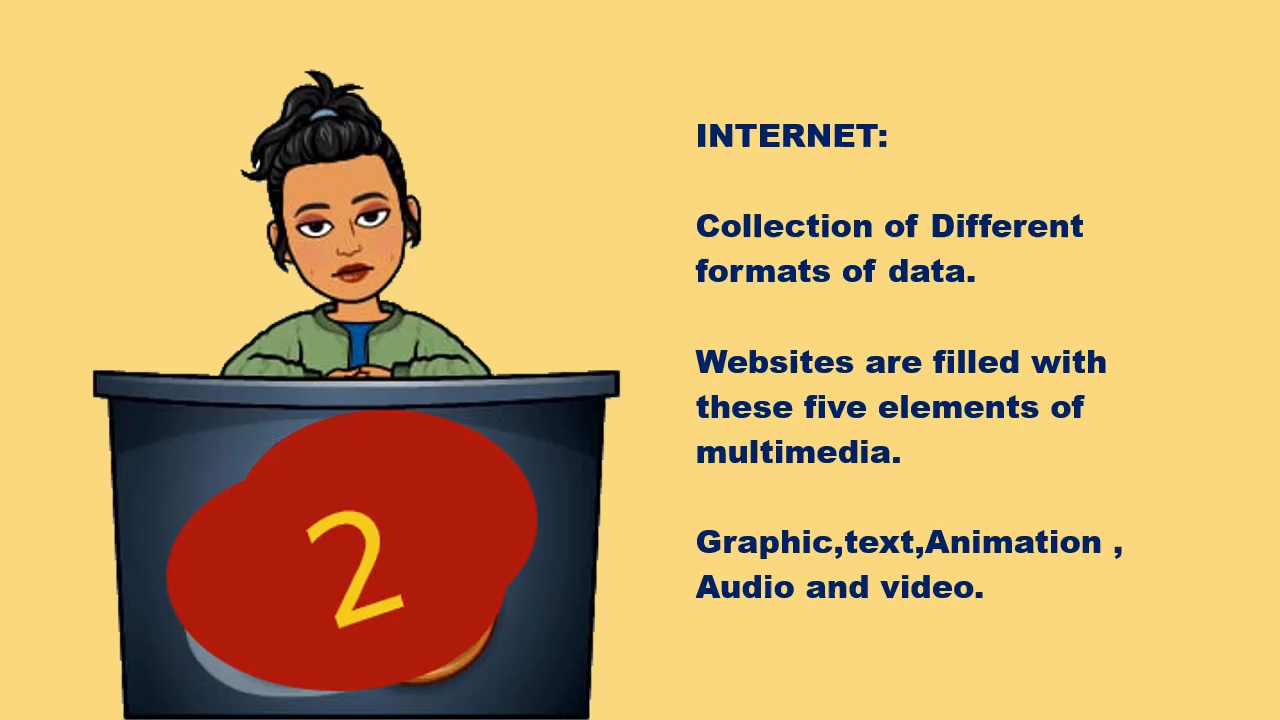 INTERNET:
Collection of Different
formats of data.
Websites are filled with
these five elements of
multimedia.
Graphic,text,Animation ,
Audio and video.
2